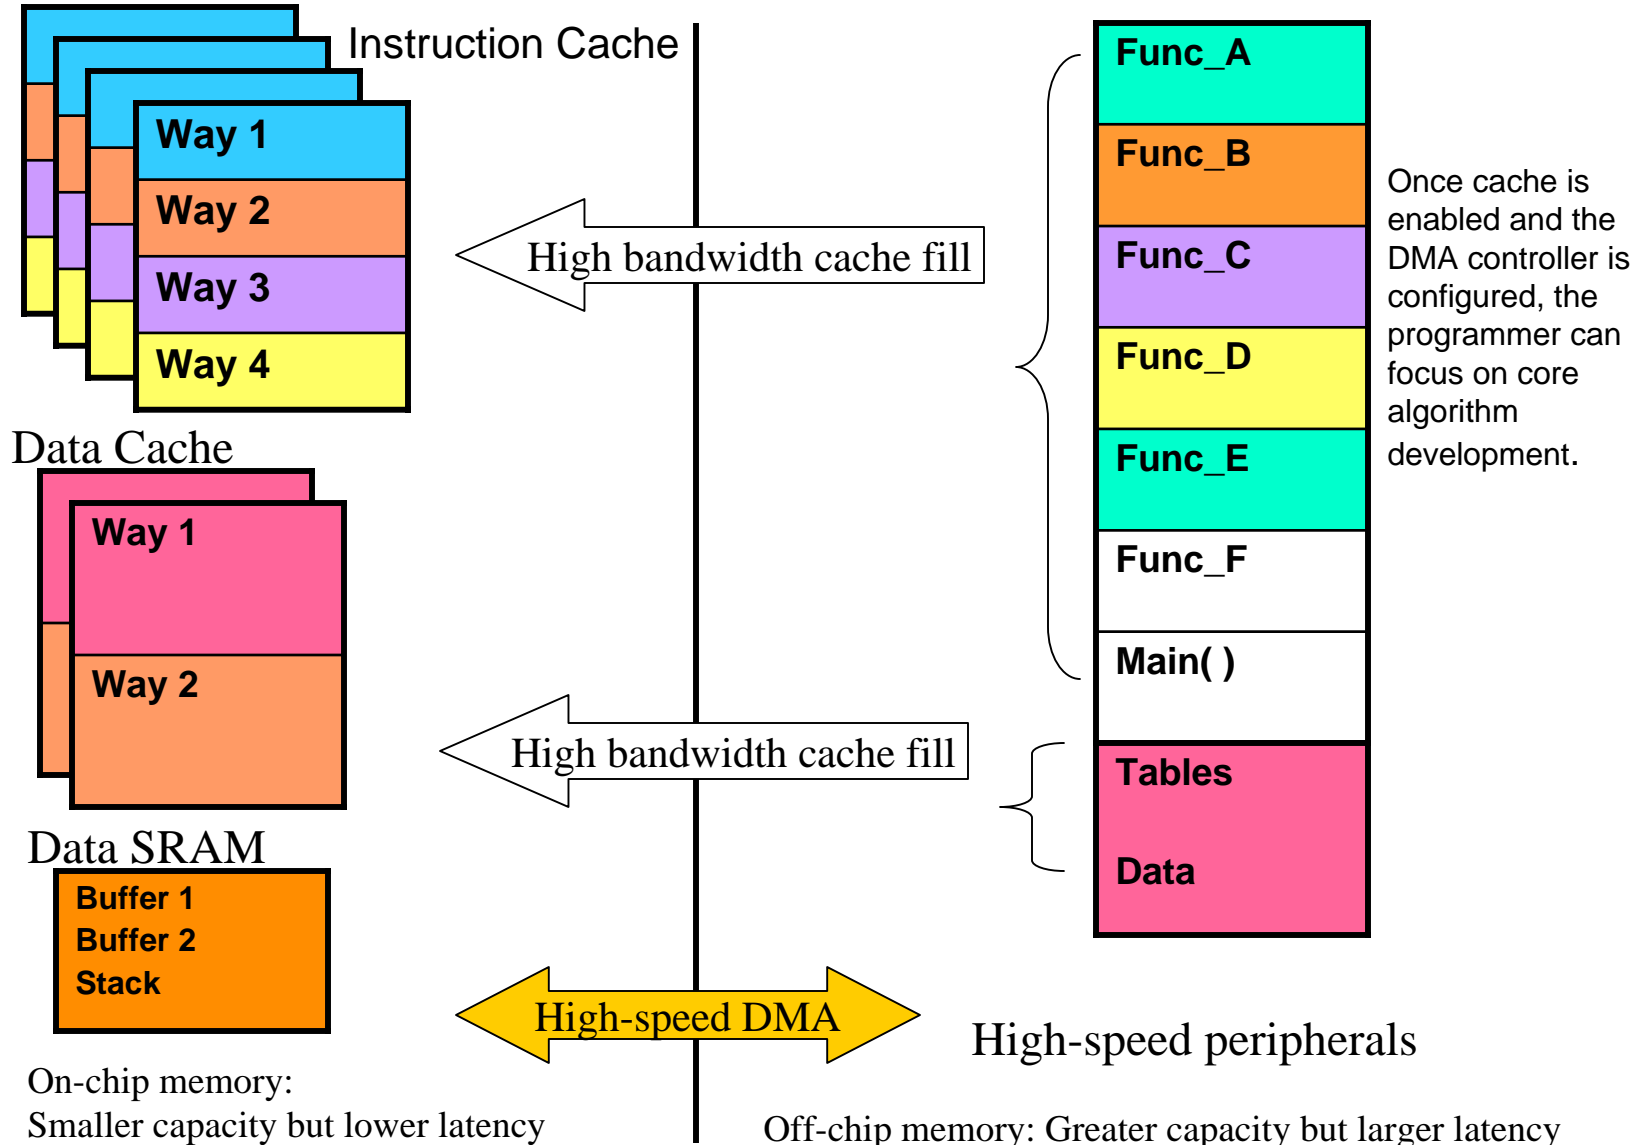 Instruction Cache
Way 1
Way 2
Way 3
Way 4
Data Cache
Way 1
Way 2
Data SRAM
Buffer 1
Buffer 2
Stack
On-chip memory:
Smaller capacity but lower latency
High bandwidth cache fill
High bandwidth cache fill
High-speed DMA
Func_A
Func_B
Func_C
Func_D
Func_E
Func_F
Main( )
Tables
Data
High-speed peripherals
Off-chip memory: Greater capacity but larger latency
Once cache is
enabled and the
DMA controller is
configured, the
programmer can
focus on core
algorithm
development.